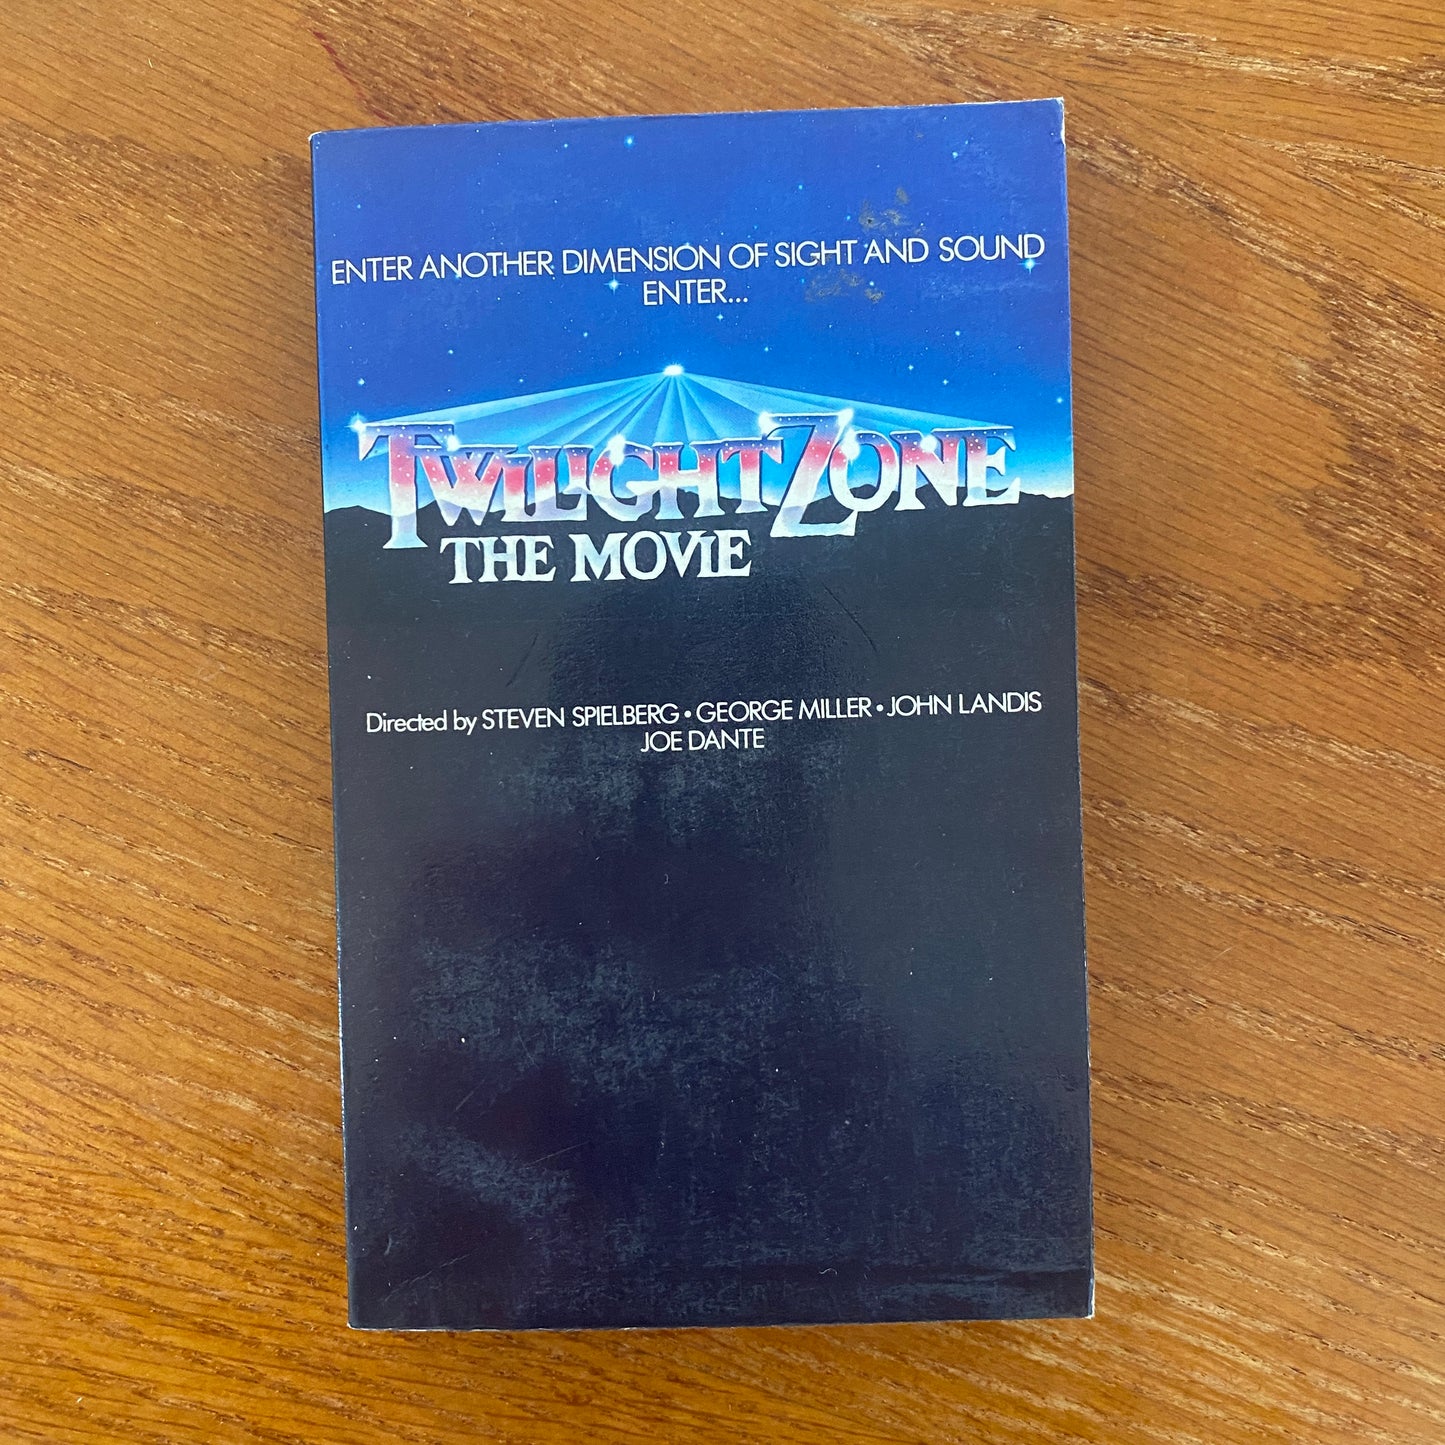 ENTER ANOTHER DIMENSION OF SIGHT AND SOUND
ENTER...
TWILIGHT ZONE
THE MOVIE
Directed by STEVEN SPIELBERG • GEORGE MILLER • JOHN LANDIS
JOE DANTE